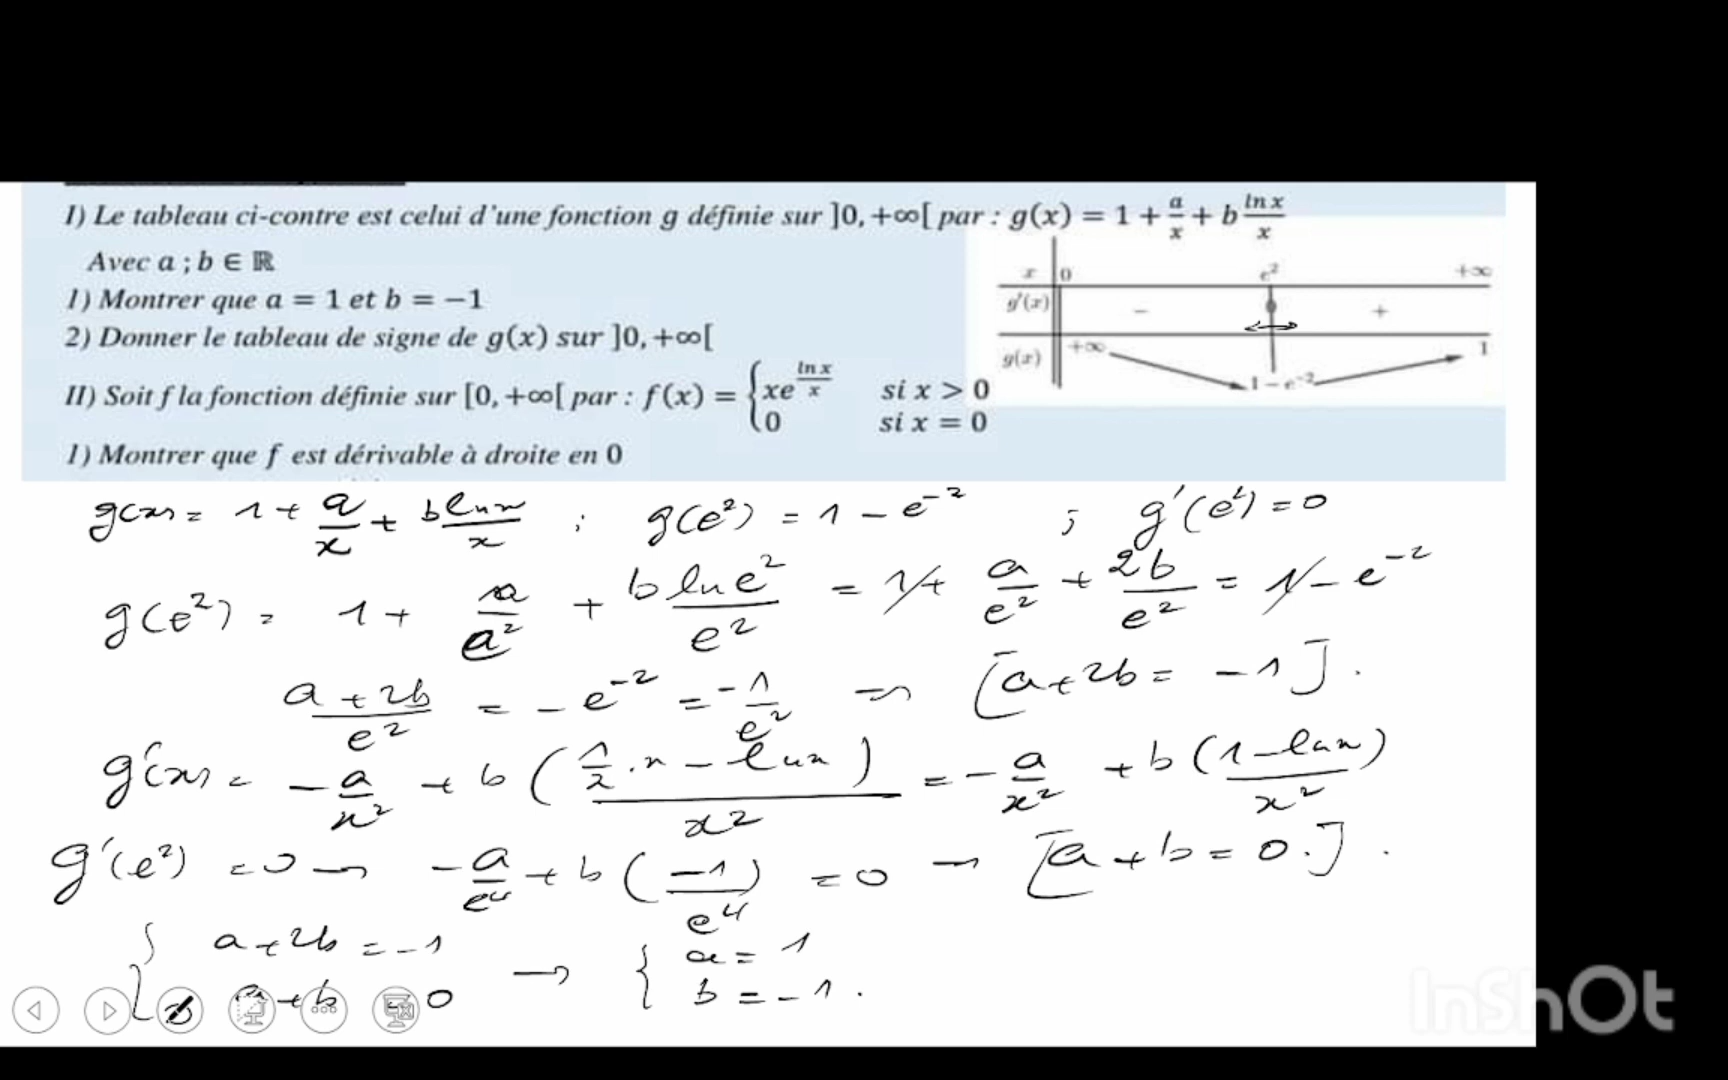 I) Le tableau ci-contre est celui d'une fonction g définie sur ]0, +∞[ par : g(x) = 1 + a/x + b ln x/x
Avec a ; b ∈ ℝ
1) Montrer que a = 1 et b = −1
2) Donner le tableau de signe de g(x) sur ]0, +∞[
x 0 e² +∞
g'(x) − 0 +
g(x) +∞ 1 − e⁻² 1
II) Soit f la fonction définie sur [0, +∞[ par : f(x) = { xe^(ln x/x) si x > 0
0 si x = 0
1) Montrer que f est dérivable à droite en 0
g(x) = 1 + a/x + b ln x/x ; g(e²) = 1 − e⁻² ; g'(e²) = 0
g(e²) = 1 + a/e² + b ln e²/e² = 1 + a/e² + 2b/e² = 1 − e⁻²
a + 2b/e² = − e⁻² = −1/e² → [a + 2b = −1].
g'(x) = − a/x² + b (1/x . x − ln x)/x² = − a/x² + b (1 − ln x)/x²
g'(e²) = 0 → − a/e⁴ + b (−1/e⁴) = 0 → [a + b = 0.] .
{ a + 2b = −1 → { a = 1
a + b 0 b = −1 .
InShOt